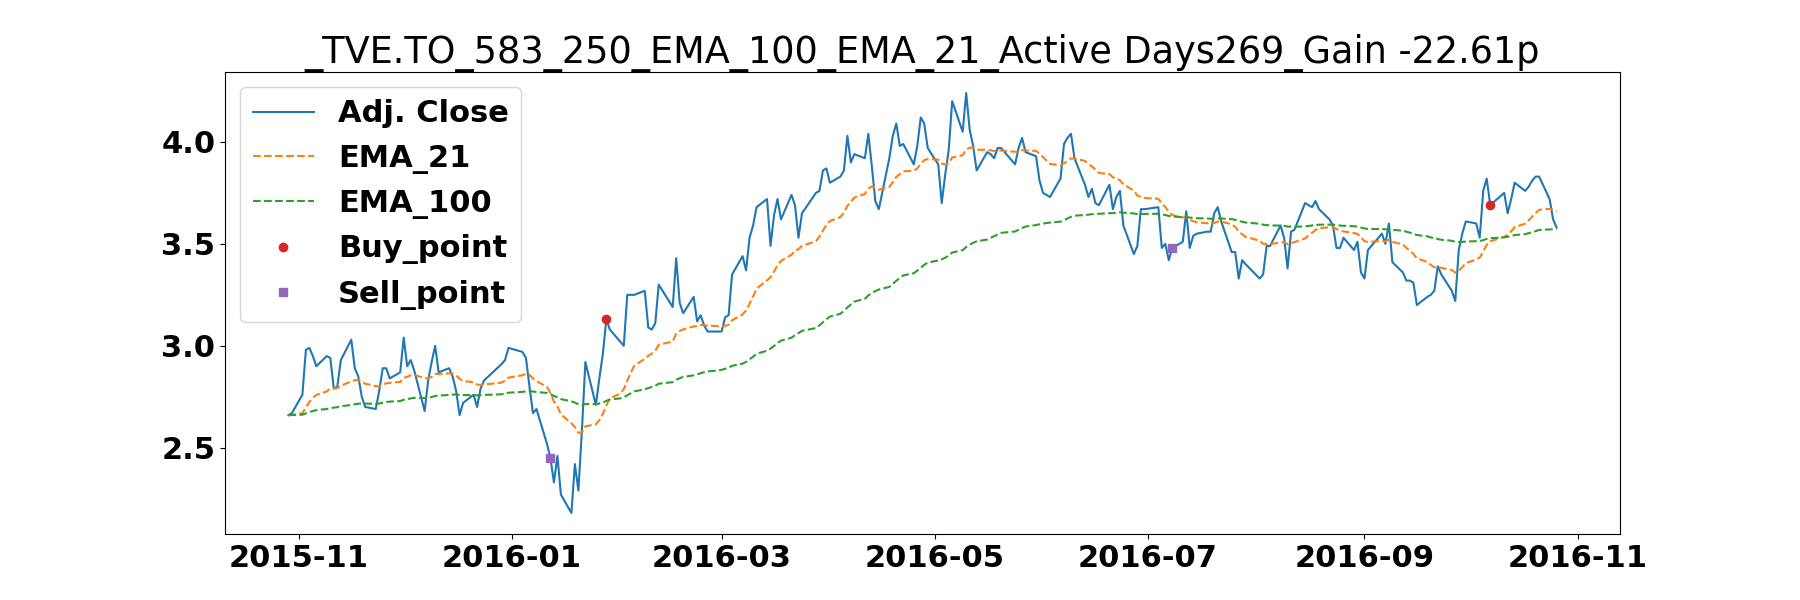 _TVE.TO_583_250_EMA_100_EMA_21_Active Days269_Gain -22.61p
Adj. Close
EMA_21
EMA_100
Buy_point
Sell_point
4.0
3.5
3.0
2.5
2015-11 2016-01 2016-03 2016-05 2016-07 2016-09 2016-11